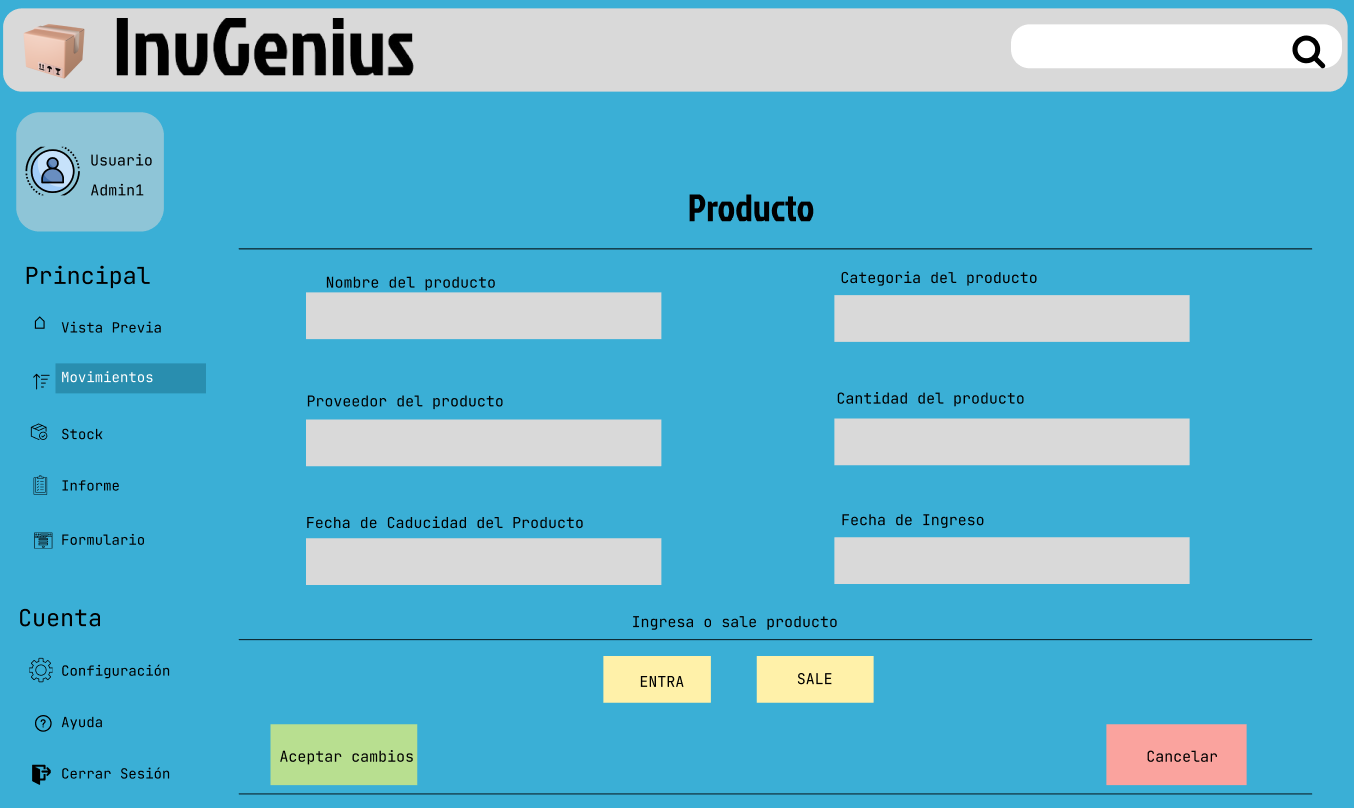 InvGenius
Usuario
Admin1
Principal
Vista Previa
Movimientos
Stock
Informe
Formulario
Cuenta
Configuración
Ayuda
Cerrar Sesión
Producto
Nombre del producto
Categoria del producto
Proveedor del producto
Cantidad del producto
Fecha de Caducidad del Producto
Fecha de Ingreso
Ingresa o sale producto
ENTRA
SALE
Aceptar cambios
Cancelar